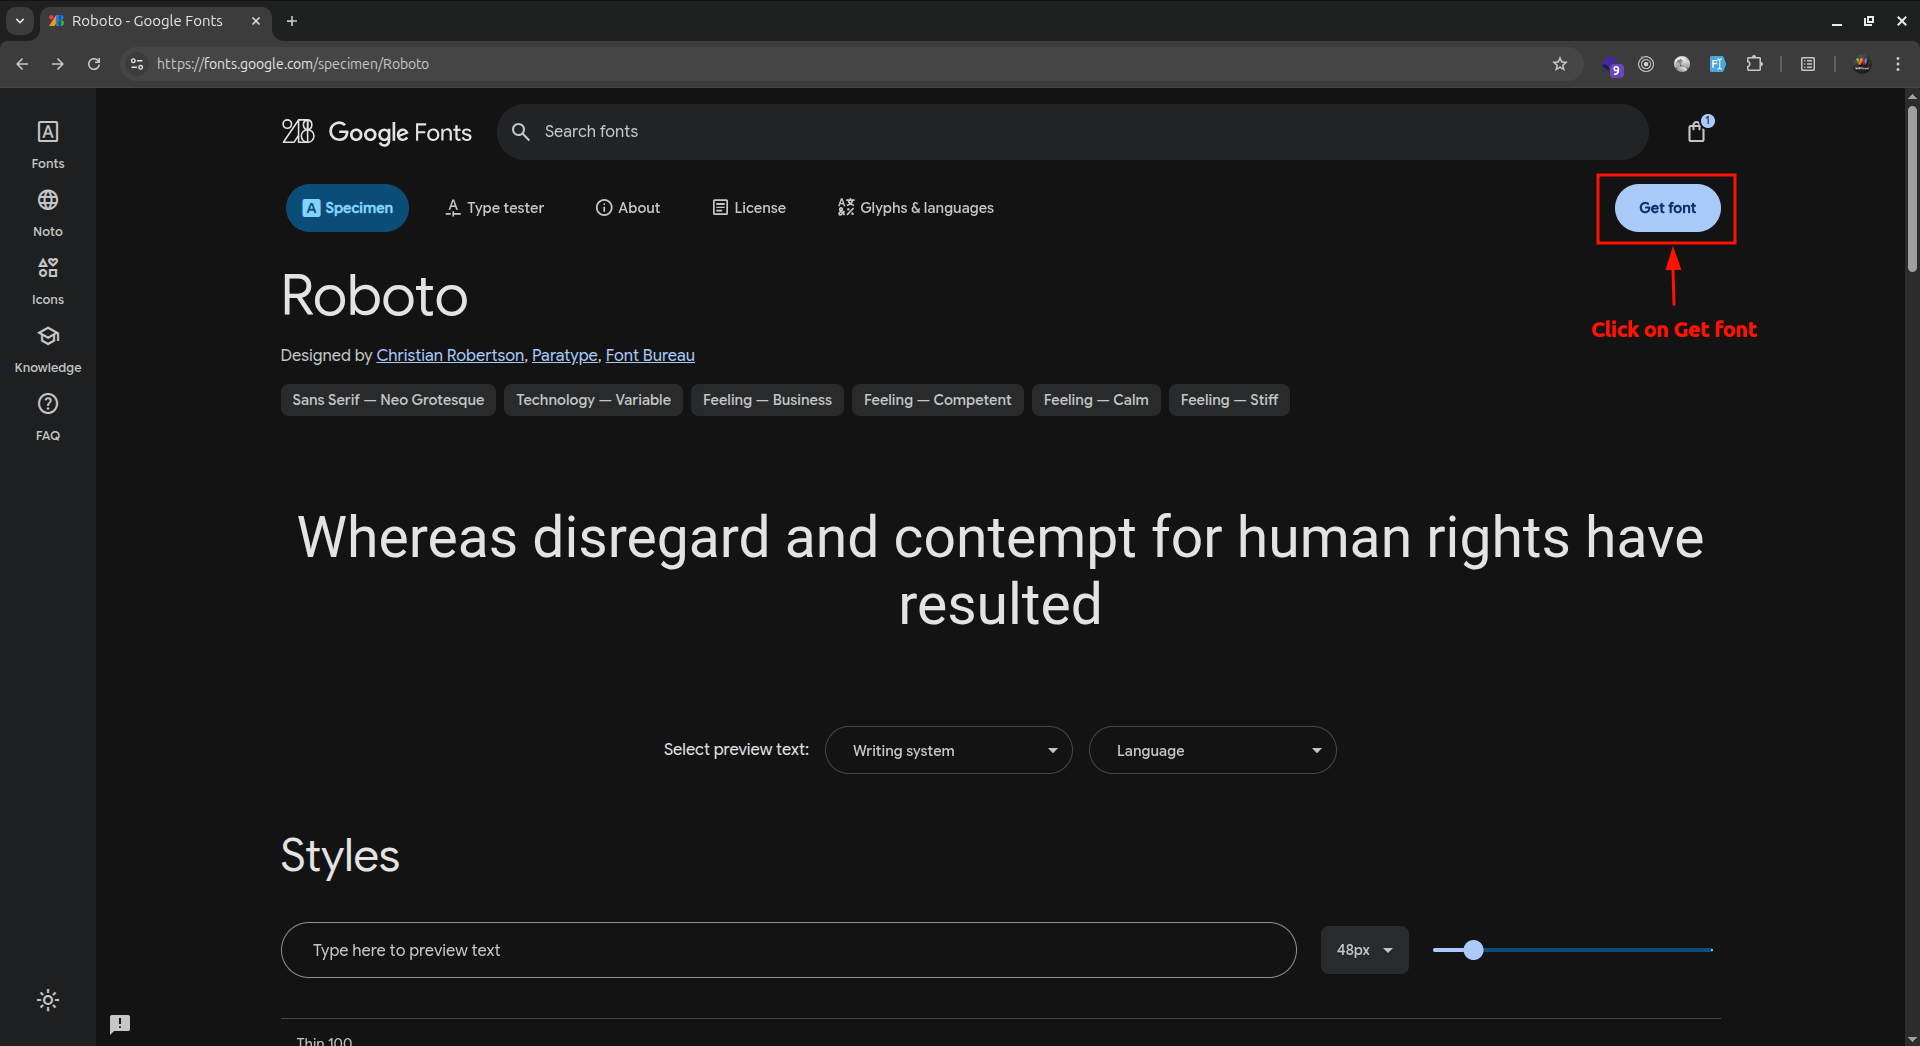 Roboto - Google Fonts
https://fonts.google.com/specimen/Roboto
9
Fonts
Noto
Icons
Knowledge
FAQ
Google Fonts
Search fonts
1
Specimen
Type tester
About
License
Glyphs & languages
Get font
Click on Get font
Roboto
Designed by Christian Robertson, Paratype, Font Bureau
Sans Serif — Neo Grotesque
Technology — Variable
Feeling — Business
Feeling — Competent
Feeling — Calm
Feeling — Stiff
Whereas disregard and contempt for human rights have
resulted
Select preview text:
Writing system
Language
Styles
Type here to preview text
48px
Thin 100